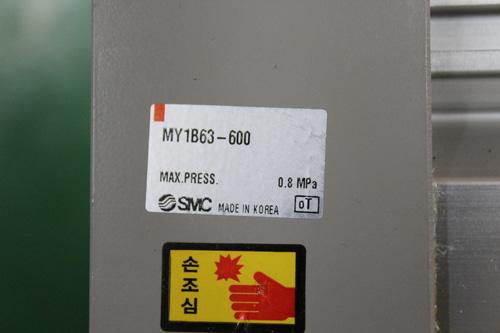 MY1B63-600
MAX.PRESS. 0.8 MPa
SMC MADE IN KOREA oT
손조심